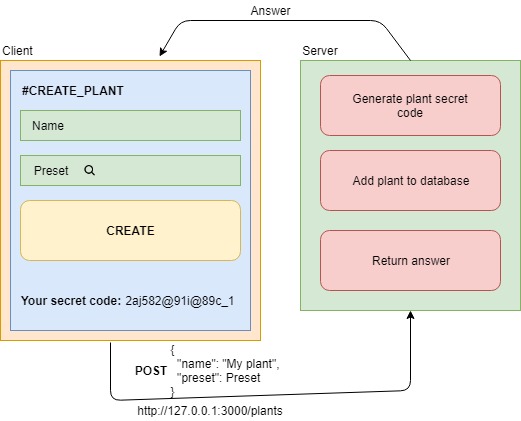 Answer
Client
Server
#CREATE_PLANT
Name
Preset
CREATE
Your secret code: 2aj582@91i@89c_1
Generate plant secret
code
Add plant to database
Return answer
POST
{
"name": "My plant",
"preset": Preset
}
http://127.0.0.1:3000/plants